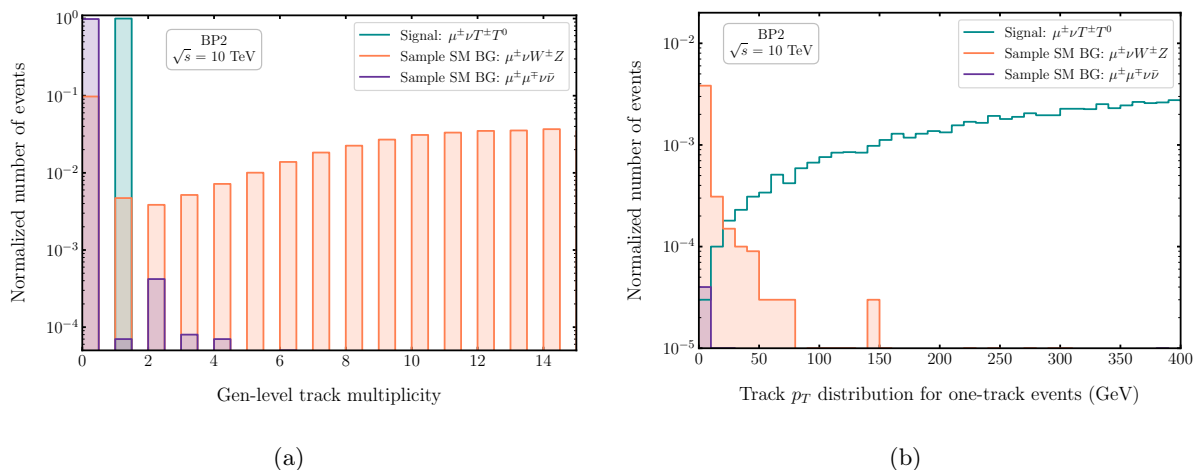 BP2
√s = 10 TeV
Signal: μ±νT±T⁰
Sample SM BG: μ±νW±Z
Sample SM BG: μ±μ∓νν̄
Normalized number of events
10⁰
10⁻¹
10⁻²
10⁻³
10⁻⁴
0 2 4 6 8 10 12 14
Gen-level track multiplicity
(a)
BP2
√s = 10 TeV
Signal: μ±νT±T⁰
Sample SM BG: μ±νW±Z
Sample SM BG: μ±μ∓νν̄
Normalized number of events
10⁻²
10⁻³
10⁻⁴
10⁻⁵
0 50 100 150 200 250 300 350 400
Track p_T distribution for one-track events (GeV)
(b)